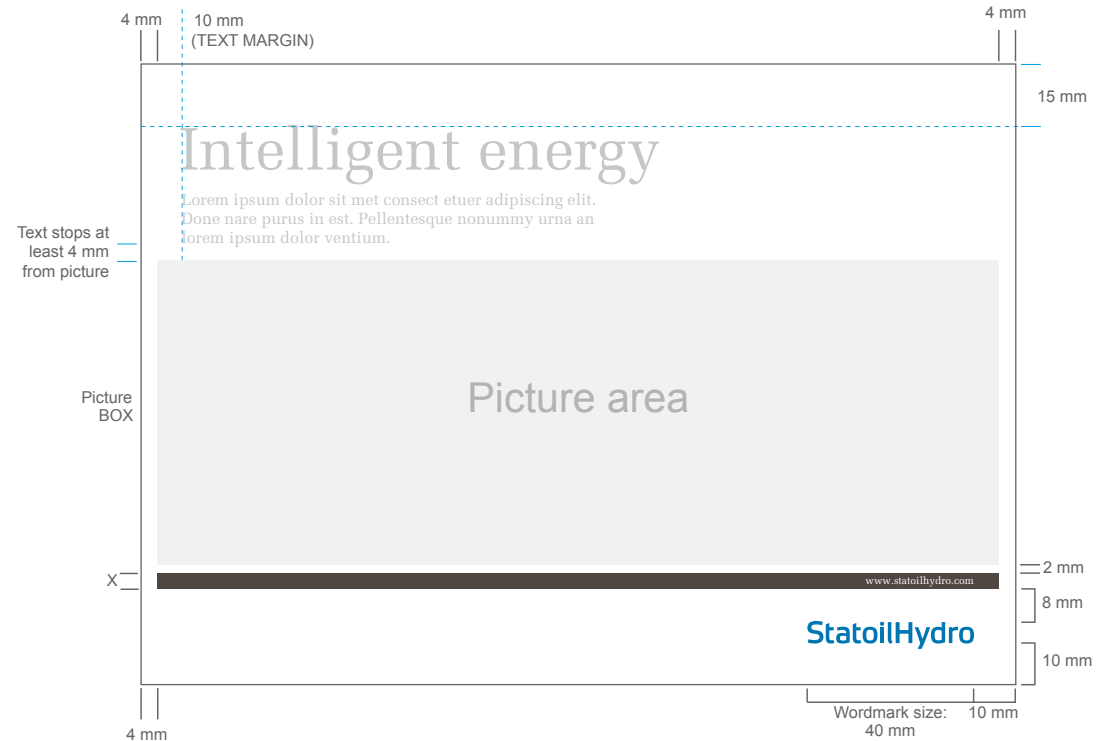 4 mm
10 mm
(TEXT MARGIN)
4 mm
15 mm
Intelligent energy
Lorem ipsum dolor sit met consect etuer adipiscing elit.
Done nare purus in est. Pellentesque nonummy urna an
lorem ipsum dolor ventium.
Text stops at
least 4 mm
from picture
Picture area
Picture
BOX
2 mm
X
www.statoilhydro.com
8 mm
StatoilHydro
10 mm
Wordmark size:
40 mm
10 mm
4 mm